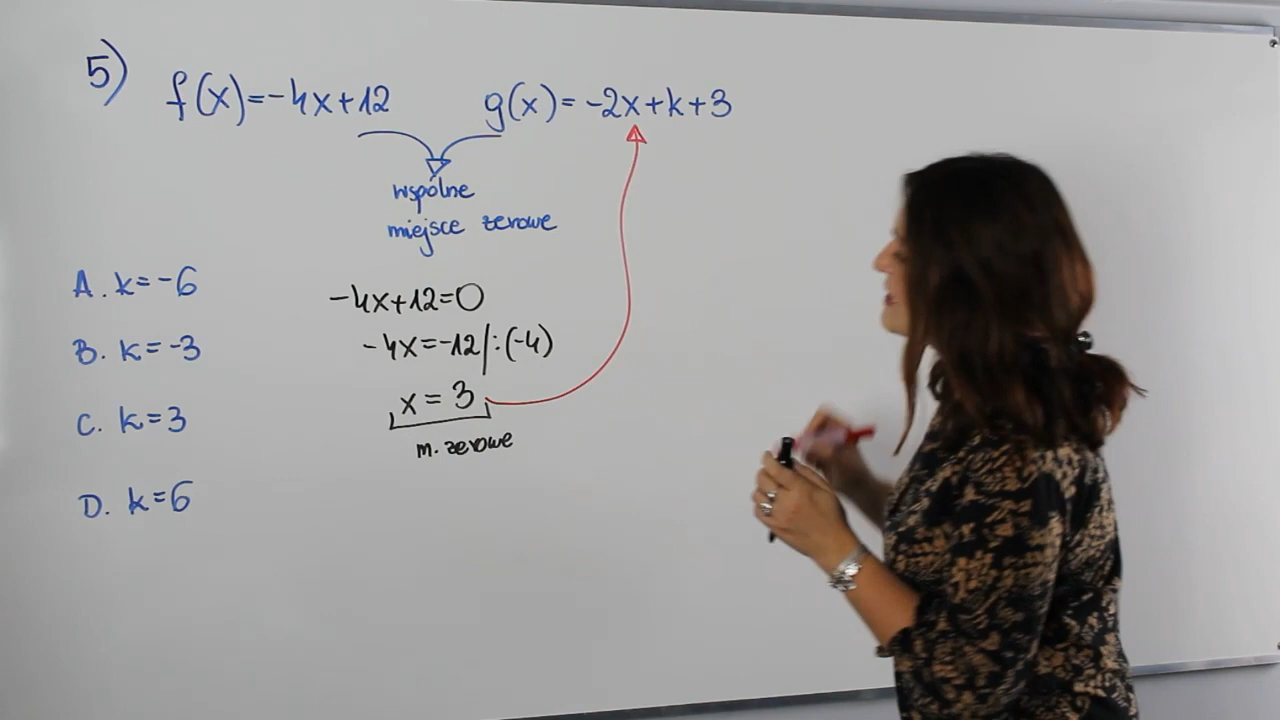 5) f(x)=-4x+12 g(x)= -2x+k+3
wspólne
miejsce zerowe
A. k=-6
B. k=-3
C. k=3
D. k=6
-4x+12=0
-4x=-12/:(-4)
x=3
m. zerowe